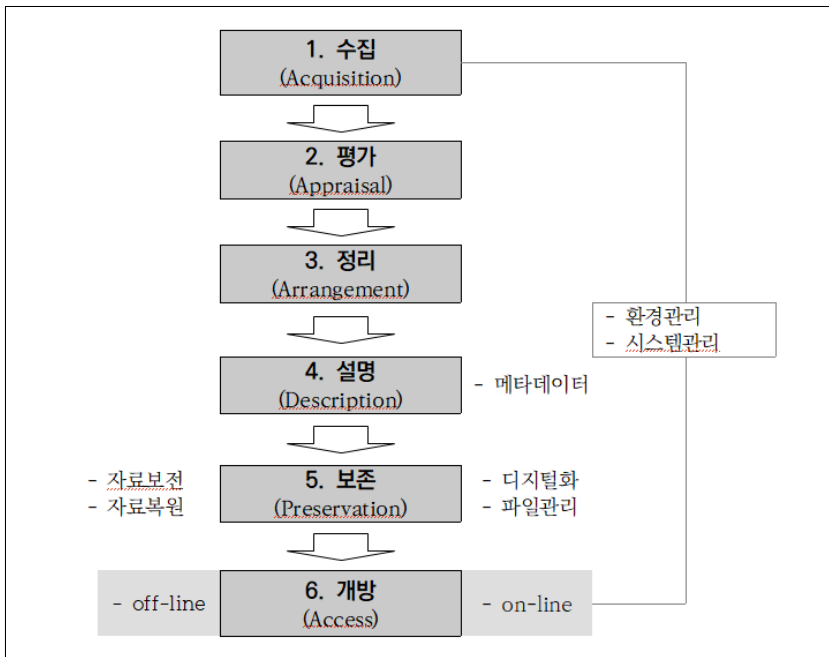 1. 수집
(Acquisition)
2. 평가
(Appraisal)
3. 정리
(Arrangement)
- 환경관리
- 시스템관리
4. 설명
(Description)
- 메타데이터
- 자료보전
- 자료복원
5. 보존
(Preservation)
- 디지털화
- 파일관리
- off-line
6. 개방
(Access)
- on-line